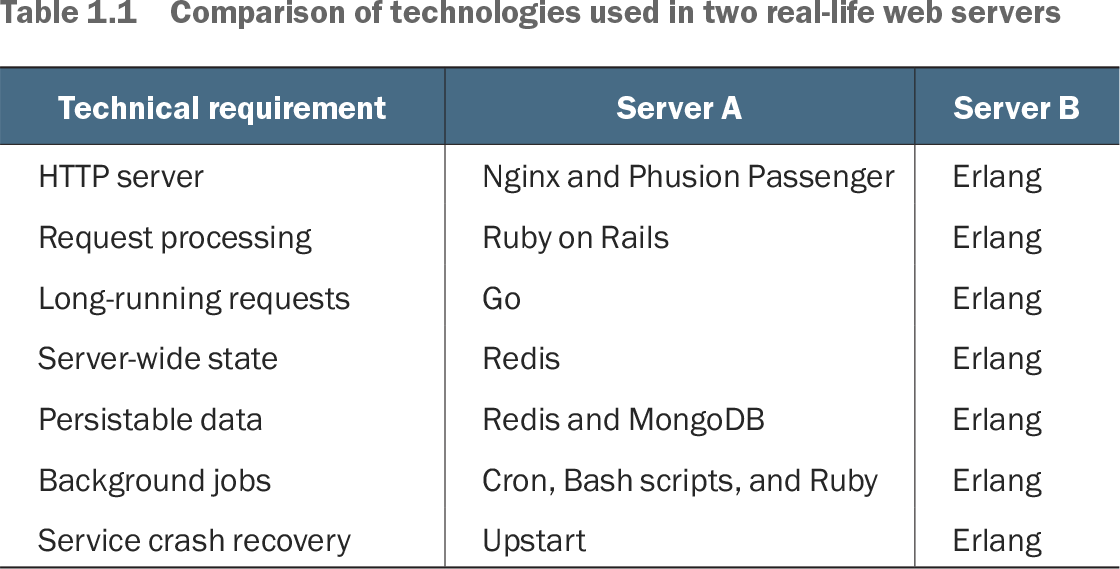 Table 1.1 Comparison of technologies used in two real-life web servers
Technical requirement Server A Server B
HTTP server Nginx and Phusion Passenger Erlang
Request processing Ruby on Rails Erlang
Long-running requests Go Erlang
Server-wide state Redis Erlang
Persistable data Redis and MongoDB Erlang
Background jobs Cron, Bash scripts, and Ruby Erlang
Service crash recovery Upstart Erlang